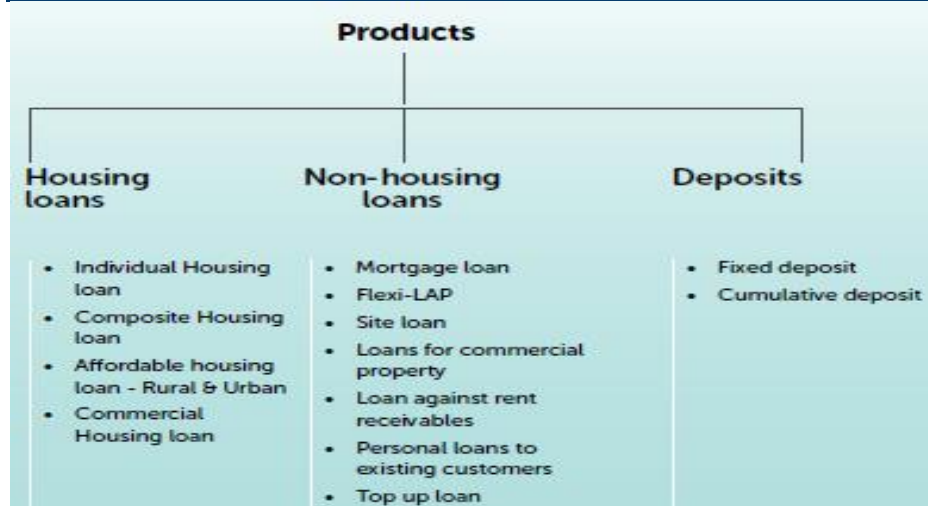 Products
Housing
loans
Non-housing
loans
Deposits
• Individual Housing
loan
• Composite Housing
loan
• Affordable housing
loan - Rural & Urban
• Commercial
Housing loan
• Mortgage loan
• Flexi-LAP
• Site loan
• Loans for commercial
property
• Loan against rent
receivables
• Personal loans to
existing customers
• Top up loan
• Fixed deposit
• Cumulative deposit